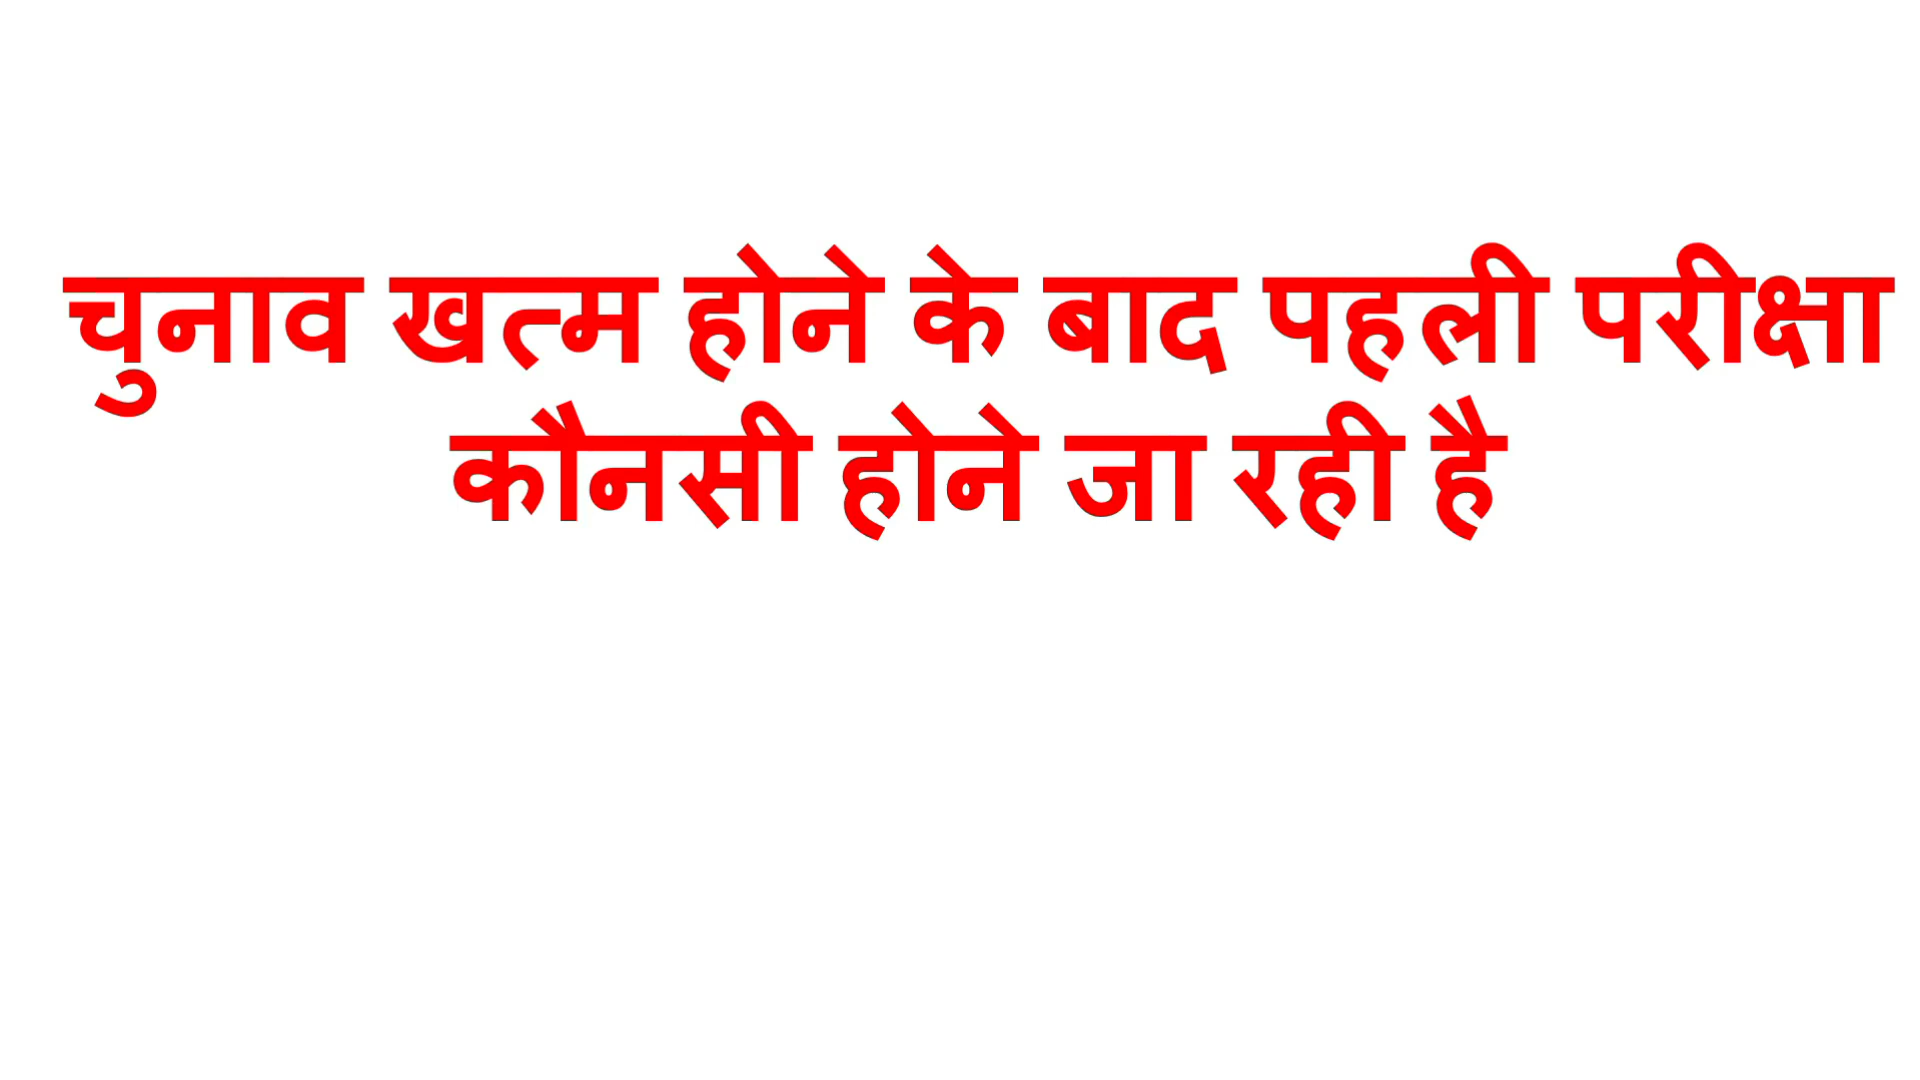 चुनाव खत्म होने के बाद पहली परीक्षा
कौनसी होने जा रही है